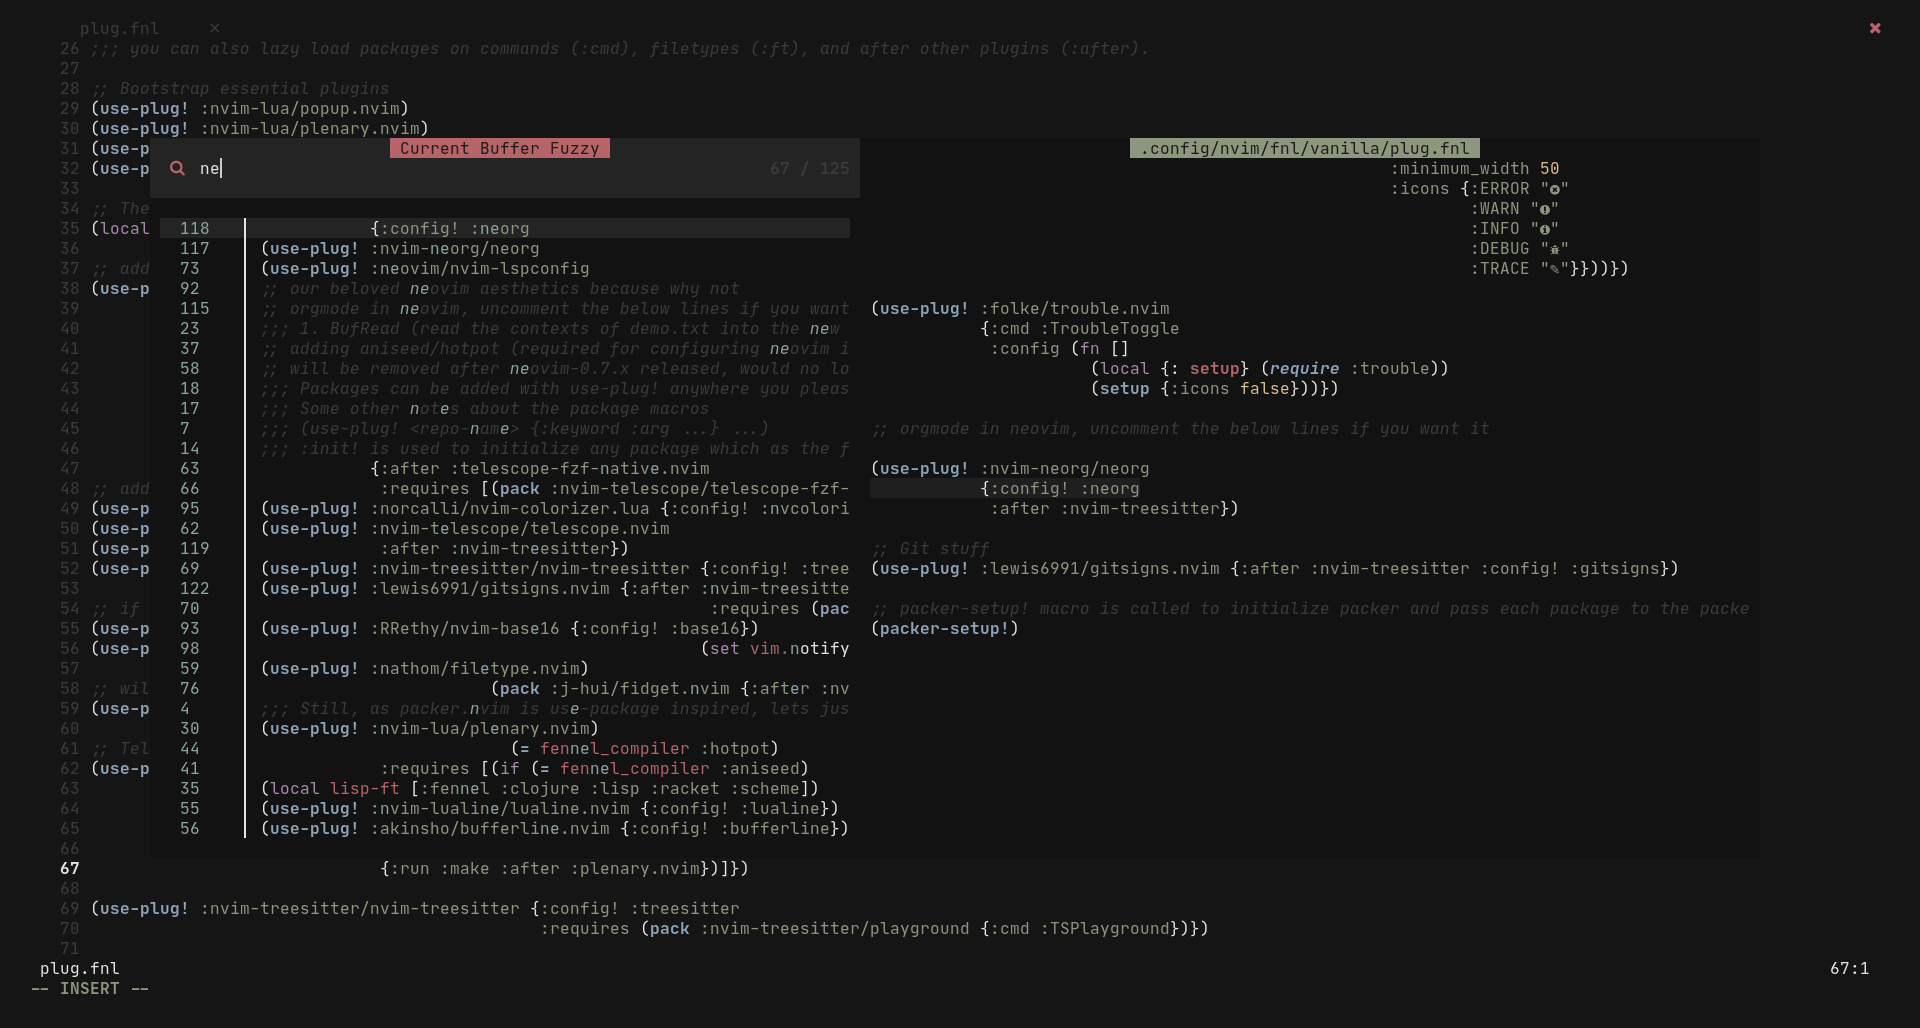 plug.fnl ×
26 ;;; you can also lazy load packages on commands (:cmd), filetypes (:ft), and after other plugins (:after).
27
28 ;; Bootstrap essential plugins
29 (use-plug! :nvim-lua/popup.nvim)
30 (use-plug! :nvim-lua/plenary.nvim)
31 (use-p
32 (use-p
33
34 ;; The
35 (local
36
37 ;; add
38 (use-p
39
40
41
42
43
44
45
46
47
48 ;; add
49 (use-p
50 (use-p
51 (use-p
52 (use-p
53
54 ;; if
55 (use-p
56 (use-p
57
58 ;; wil
59 (use-p
60
61 ;; Tel
62 (use-p
63
64
65
66
Current Buffer Fuzzy
ne 67 / 125
118 {:config! :neorg
117 (use-plug! :nvim-neorg/neorg
73 (use-plug! :neovim/nvim-lspconfig
92 ;; our beloved neovim aesthetics because why not
115 ;; orgmode in neovim, uncomment the below lines if you want
23 ;;; 1. BufRead (read the contexts of demo.txt into the new
37 ;; adding aniseed/hotpot (required for configuring neovim i
58 ;; will be removed after neovim-0.7.x released, would no lo
18 ;;; Packages can be added with use-plug! anywhere you pleas
17 ;;; Some other notes about the package macros
7 ;;; (use-plug! <repo-name> {:keyword :arg ...} ...)
14 ;;; :init! is used to initialize any package which as the f
63 {:after :telescope-fzf-native.nvim
66 :requires [(pack :nvim-telescope/telescope-fzf-
95 (use-plug! :norcalli/nvim-colorizer.lua {:config! :nvcolori
62 (use-plug! :nvim-telescope/telescope.nvim
119 :after :nvim-treesitter})
69 (use-plug! :nvim-treesitter/nvim-treesitter {:config! :tree
122 (use-plug! :lewis6991/gitsigns.nvim {:after :nvim-treesitte
70 :requires (pac
93 (use-plug! :RRethy/nvim-base16 {:config! :base16})
98 (set vim.notify
59 (use-plug! :nathom/filetype.nvim)
76 (pack :j-hui/fidget.nvim {:after :nv
4 ;;; Still, as packer.nvim is use-package inspired, lets jus
30 (use-plug! :nvim-lua/plenary.nvim)
44 (= fennel_compiler :hotpot)
41 :requires [(if (= fennel_compiler :aniseed)
35 (local lisp-ft [:fennel :clojure :lisp :racket :scheme])
55 (use-plug! :nvim-lualine/lualine.nvim {:config! :lualine})
56 (use-plug! :akinsho/bufferline.nvim {:config! :bufferline})
.config/nvim/fnl/vanilla/plug.fnl
:minimum_width 50
:icons {:ERROR ""
:WARN ""
:INFO ""
:DEBUG ""
:TRACE "✎"}}))})
(use-plug! :folke/trouble.nvim
{:cmd :TroubleToggle
:config (fn []
(local {: setup} (require :trouble))
(setup {:icons false}))})
;; orgmode in neovim, uncomment the below lines if you want it
(use-plug! :nvim-neorg/neorg
{:config! :neorg
:after :nvim-treesitter})
;; Git stuff
(use-plug! :lewis6991/gitsigns.nvim {:after :nvim-treesitter :config! :gitsigns})
;; packer-setup! macro is called to initialize packer and pass each package to the packe
(packer-setup!)
67 {:run :make :after :plenary.nvim})]})
68
69 (use-plug! :nvim-treesitter/nvim-treesitter {:config! :treesitter
70 :requires (pack :nvim-treesitter/playground {:cmd :TSPlayground})})
71
plug.fnl 67:1
-- INSERT --